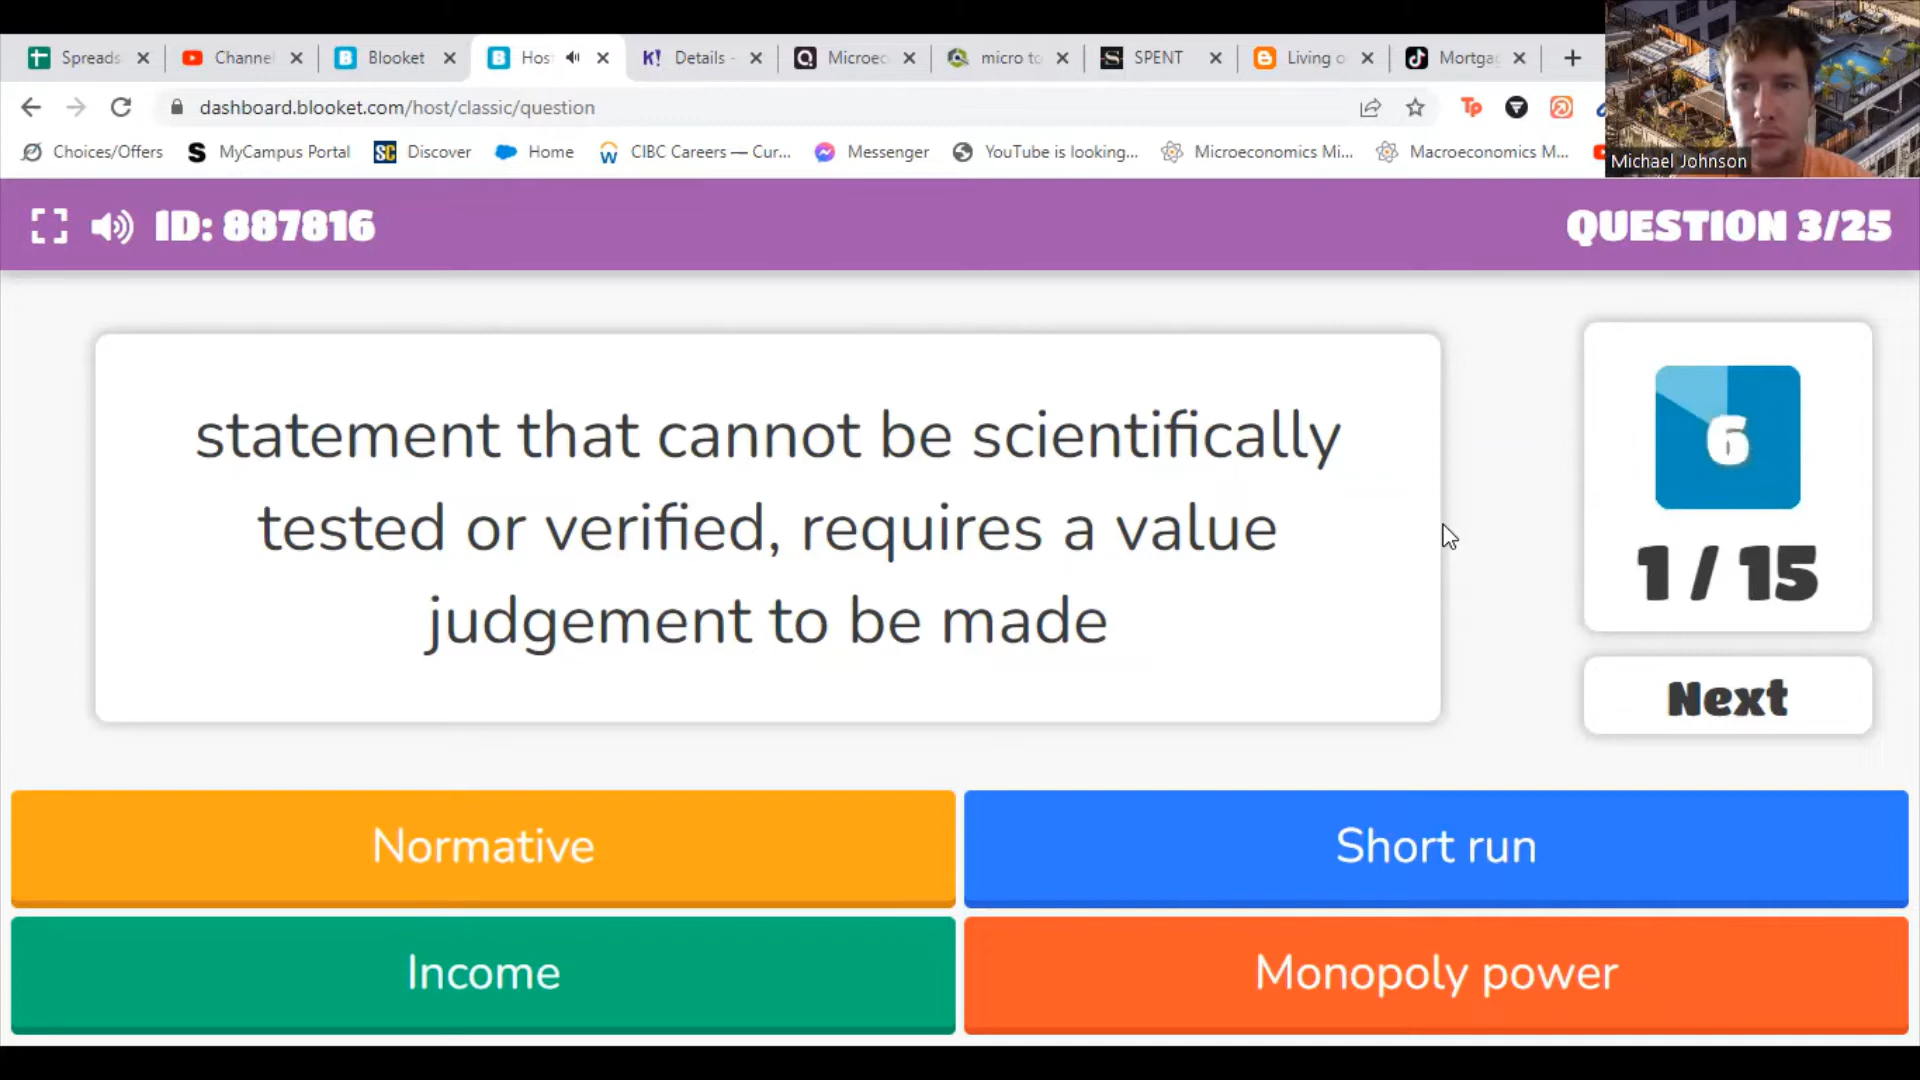 Spreads
Channel
Blooket
Host
K! Details -
Microec
micro to
SPENT
Living o
Mortga
dashboard.blooket.com/host/classic/question
Tp
Choices/Offers
S MyCampus Portal
SC Discover
Home
CIBC Careers — Cur...
Messenger
YouTube is looking...
Microeconomics Mi...
Macroeconomics M...
Michael Johnson
ID: 887816
QUESTION 3/25
statement that cannot be scientifically
tested or verified, requires a value
judgement to be made
6
1 / 15
Next
Normative
Short run
Income
Monopoly power